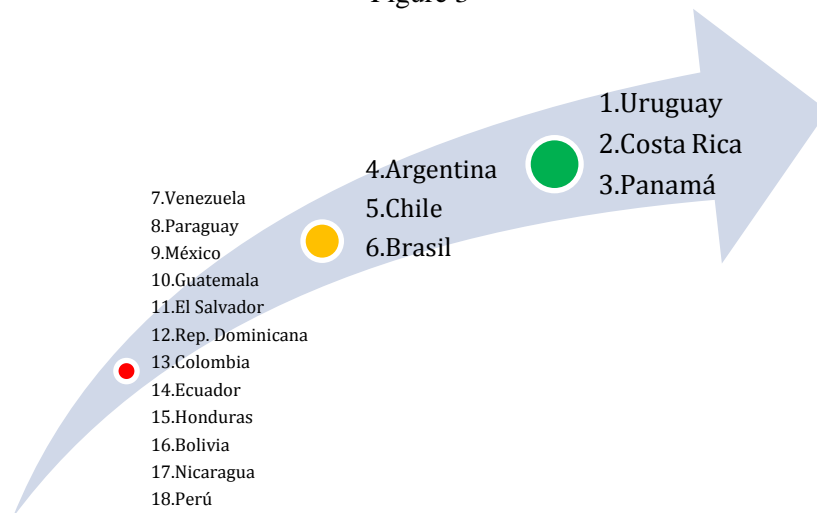 1.Uruguay
2.Costa Rica
3.Panamá
4.Argentina
5.Chile
6.Brasil
7.Venezuela
8.Paraguay
9.México
10.Guatemala
11.El Salvador
12.Rep. Dominicana
13.Colombia
14.Ecuador
15.Honduras
16.Bolivia
17.Nicaragua
18.Perú